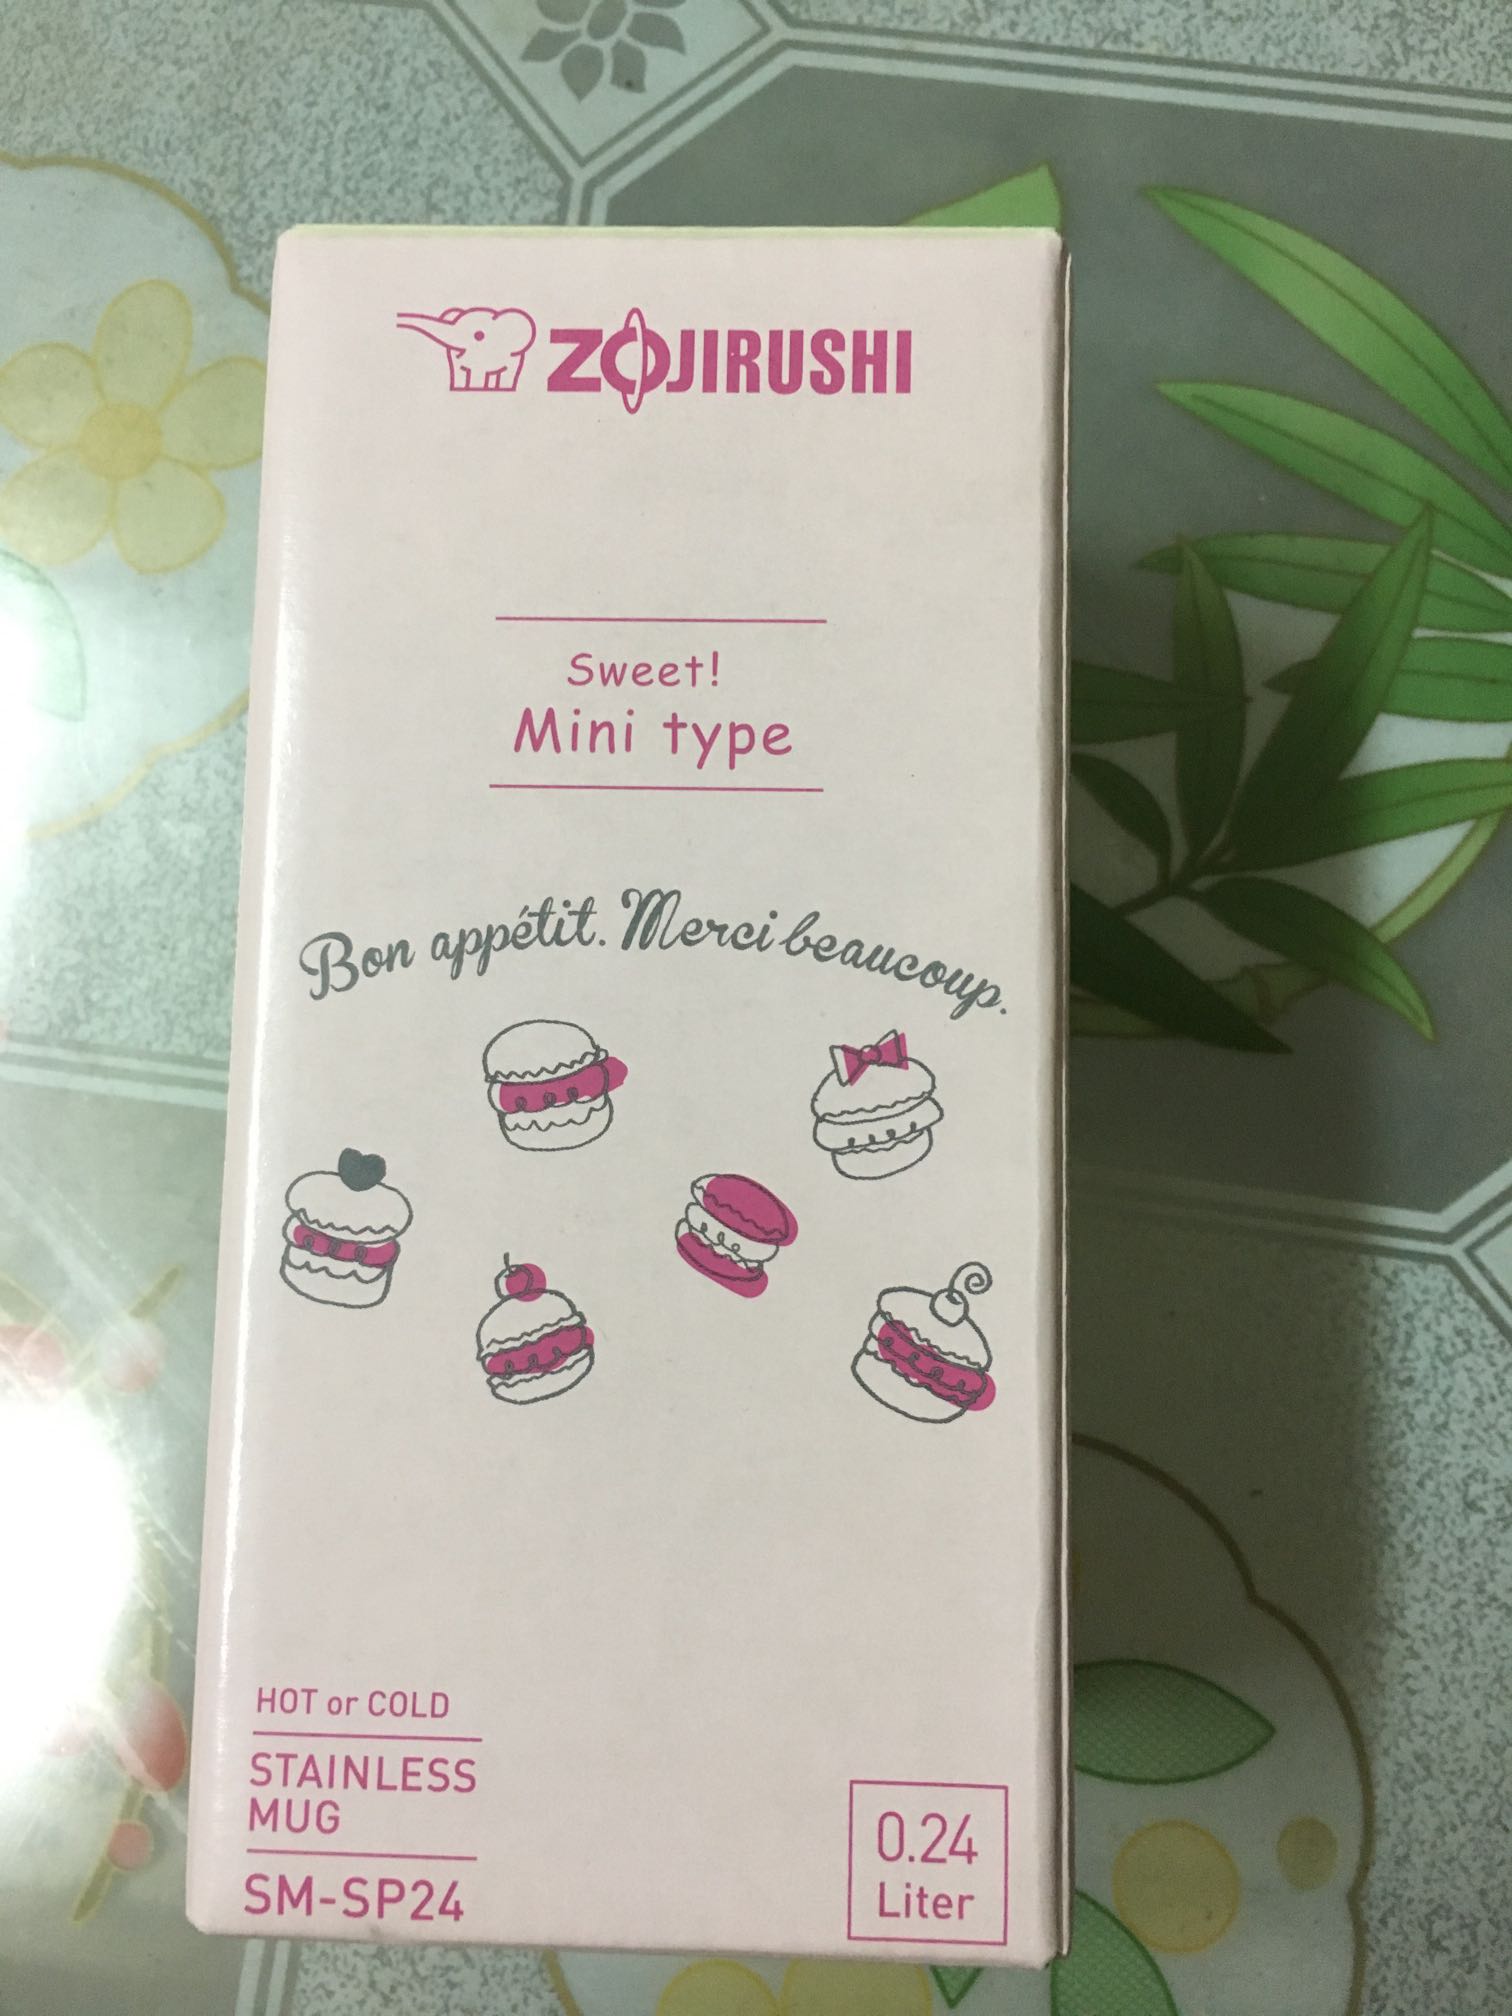 ZOJIRUSHI
Sweet!
Mini type
Bon appétit. Merci beaucoup.
HOT or COLD
STAINLESS
MUG
SM-SP24
0.24
Liter